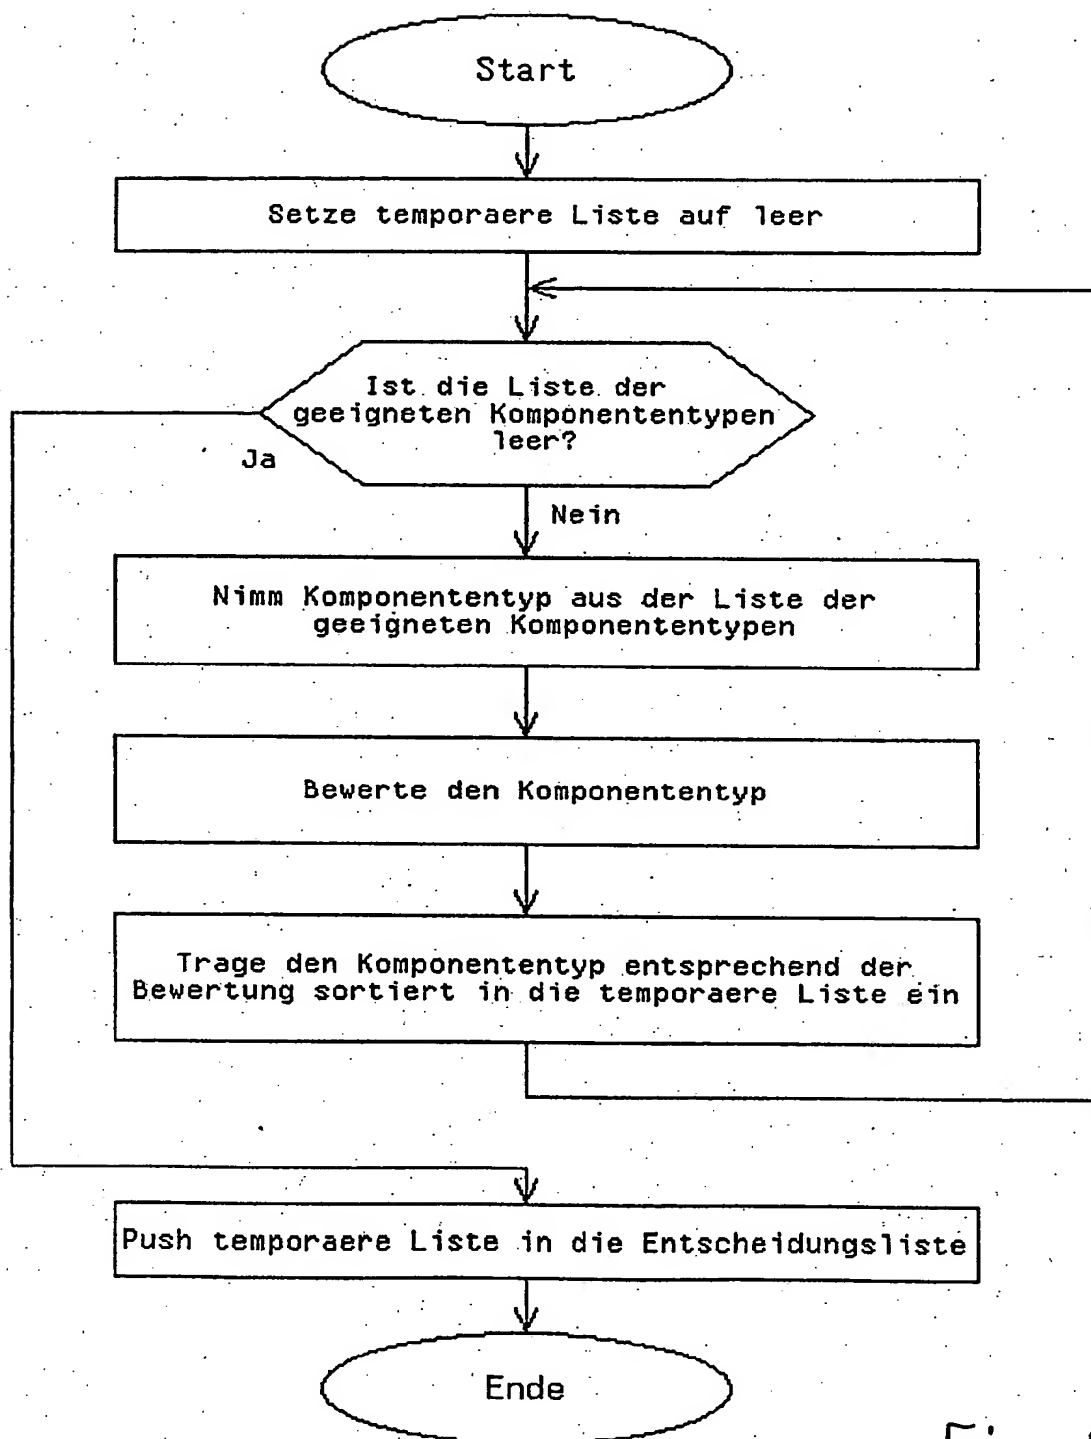 Start
Setze temporaere Liste auf leer
Ist die Liste der
geeigneten Komponententypen
leer?
Ja
Nein
Nimm Komponententyp aus der Liste der
geeigneten Komponententypen
Bewerte den Komponententyp
Trage den Komponententyp entsprechend der
Bewertung sortiert in die temporaere Liste ein
Push temporaere Liste in die Entscheidungsliste
Ende